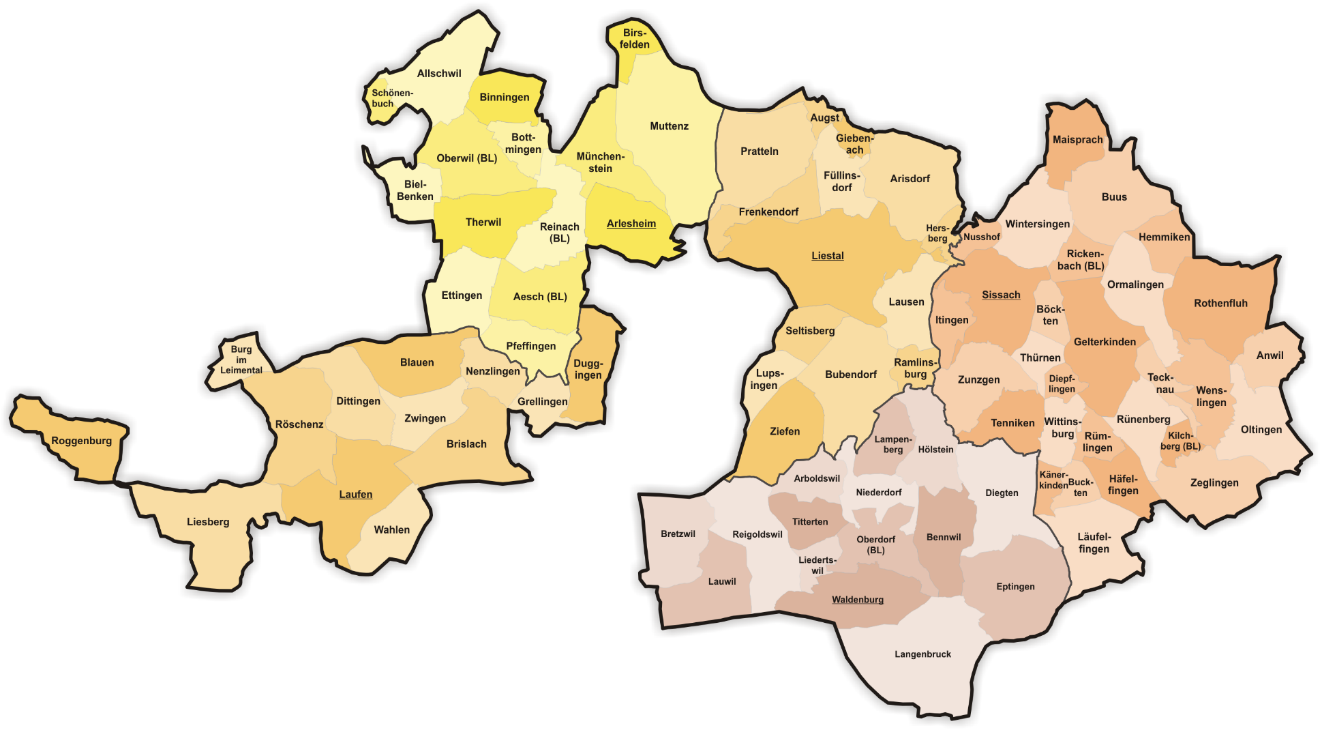 Allschwil
Schönen-
buch
Binningen
Bott-
mingen
Oberwil (BL)
Biel-
Benken
Therwil
Reinach
(BL)
Ettingen
Aesch (BL)
Pfeffingen
Birs-
felden
Muttenz
München-
stein
Arlesheim
Pratteln
Augst
Gieben-
ach
Füllins-
dorf
Arisdorf
Frenkendorf
Hers-
berg
Liestal
Lausen
Seltisberg
Lups-
ingen
Bubendorf
Ramlins-
burg
Ziefen
Maisprach
Buus
Wintersingen
Nusshof
Hemmiken
Ricken-
bach (BL)
Ormalingen
Sissach
Rothenfluh
Itingen
Böck-
ten
Gelterkinden
Thürnen
Anwil
Zunzgen
Diepf-
lingen
Teck-
nau
Wens-
lingen
Tenniken
Wittins-
burg
Rünenberg
Rüm-
lingen
Kilch-
berg (BL)
Oltingen
Käner-
kinden
Buck-
ten
Häfel-
fingen
Zeglingen
Läufel-
fingen
Burg
im
Leimental
Blauen
Nenzlingen
Dugg-
ingen
Dittingen
Grellingen
Röschenz
Zwingen
Brislach
Roggenburg
Laufen
Liesberg
Wahlen
Lampen-
berg
Hölstein
Arboldswil
Niederdorf
Diegten
Bretzwil
Reigoldswil
Titterten
Oberdorf
(BL)
Bennwil
Liederts-
wil
Lauwil
Waldenburg
Eptingen
Langenbruck